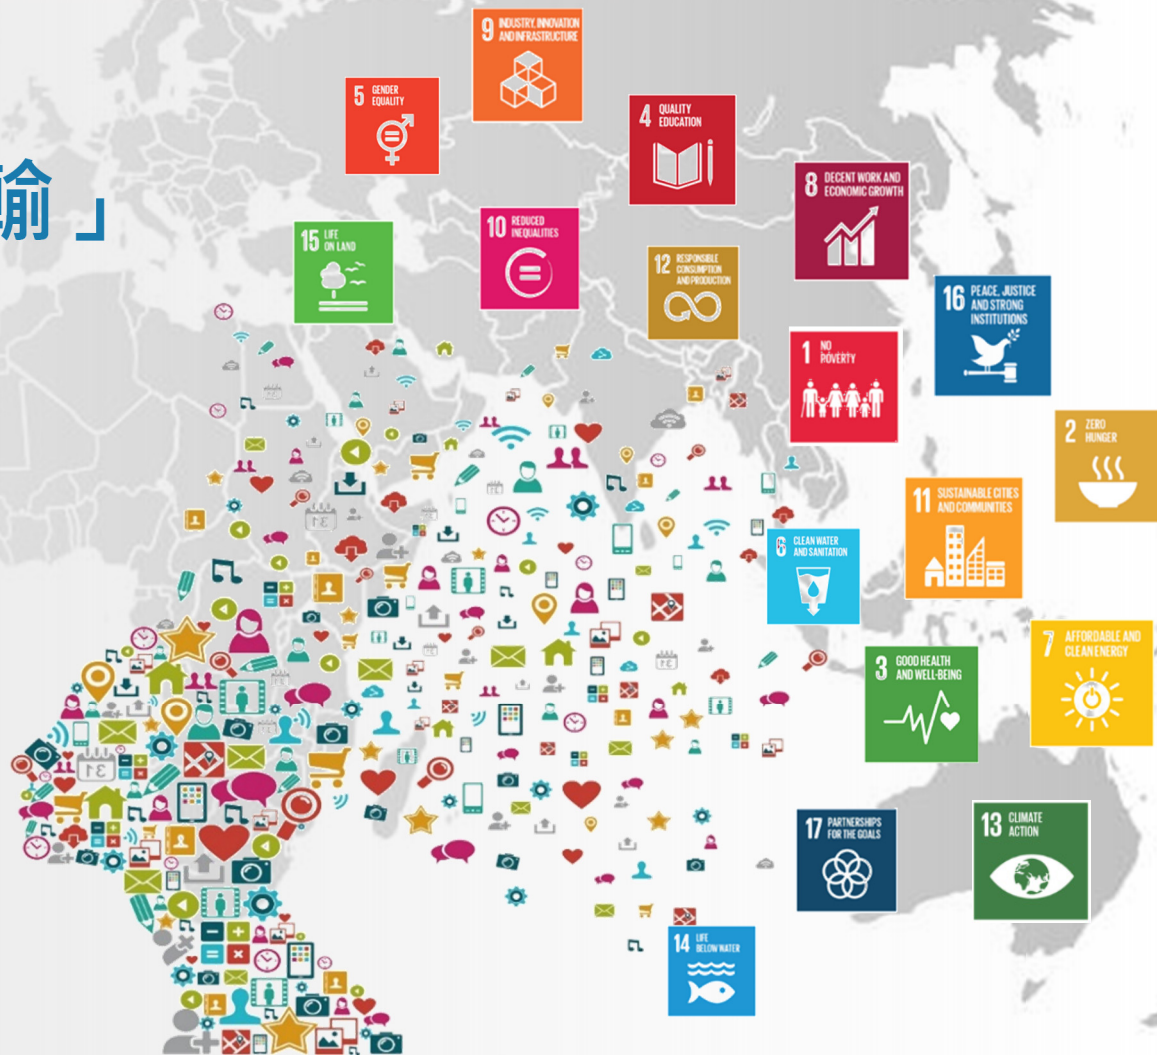 9 INDUSTRY, INNOVATION
AND INFRASTRUCTURE
5 GENDER
EQUALITY
4 QUALITY
EDUCATION
輸」
8 DECENT WORK AND
ECONOMIC GROWTH
15 LIFE
ON LAND
10 REDUCED
INEQUALITIES
12 RESPONSIBLE
CONSUMPTION
AND PRODUCTION
16 PEACE, JUSTICE
AND STRONG
INSTITUTIONS
1 NO
POVERTY
2 ZERO
HUNGER
11 SUSTAINABLE CITIES
AND COMMUNITIES
6 CLEAN WATER
AND SANITATION
7 AFFORDABLE AND
CLEAN ENERGY
3 GOOD HEALTH
AND WELL-BEING
31
31
17 PARTNERSHIPS
FOR THE GOALS
13 CLIMATE
ACTION
14 LIFE
BELOW WATER